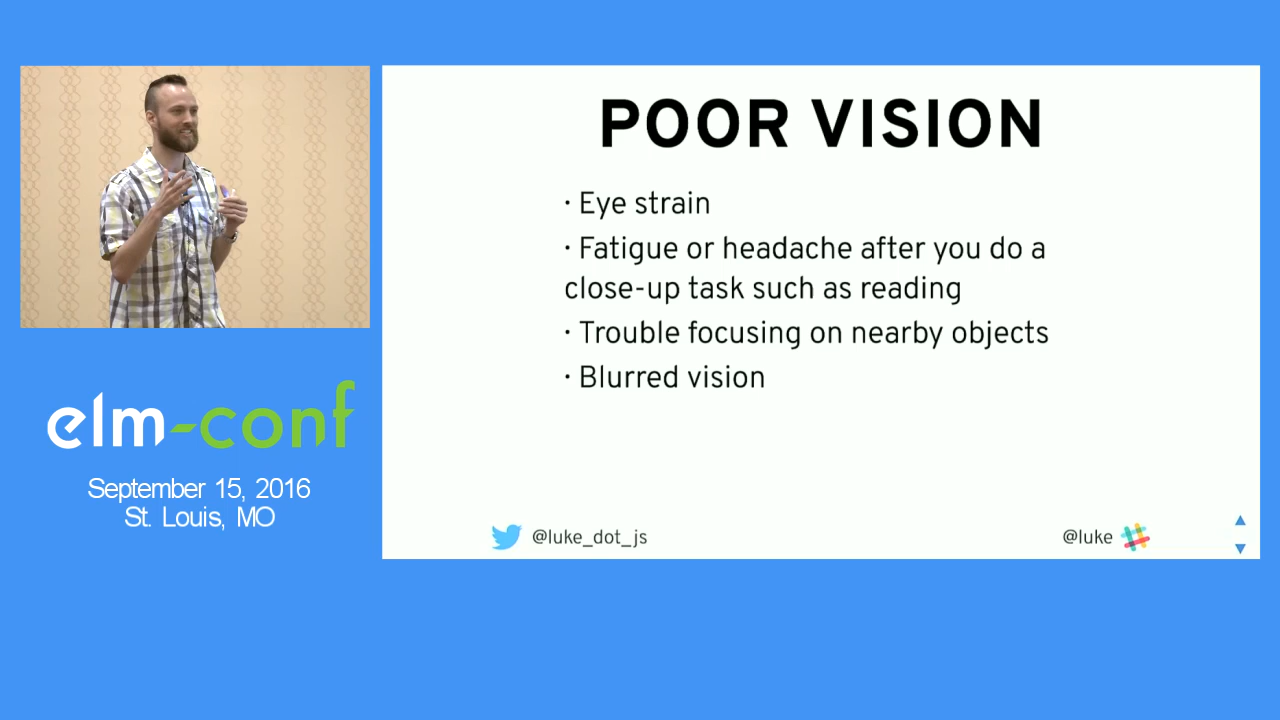 POOR VISION
· Eye strain
· Fatigue or headache after you do a
close-up task such as reading
· Trouble focusing on nearby objects
· Blurred vision
@luke_dot_js
@luke
elm-conf
September 15, 2016
St. Louis, MO